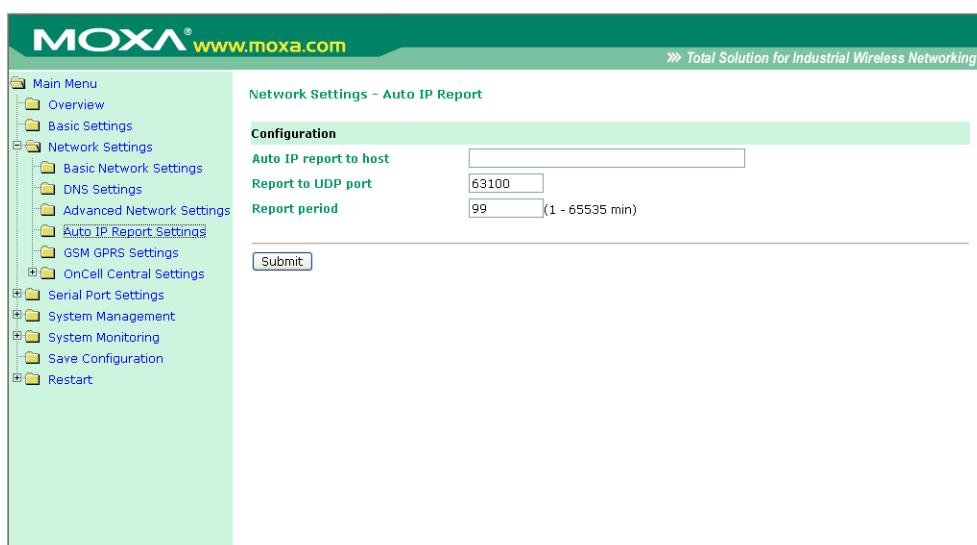 MOXA® www.moxa.com
Total Solution for Industrial Wireless Networking
Main Menu
Overview
Basic Settings
Network Settings
Basic Network Settings
DNS Settings
Advanced Network Settings
Auto IP Report Settings
GSM GPRS Settings
OnCell Central Settings
Serial Port Settings
System Management
System Monitoring
Save Configuration
Restart
Network Settings - Auto IP Report
Configuration
Auto IP report to host
Report to UDP port 63100
Report period 99 (1 - 65535 min)
Submit